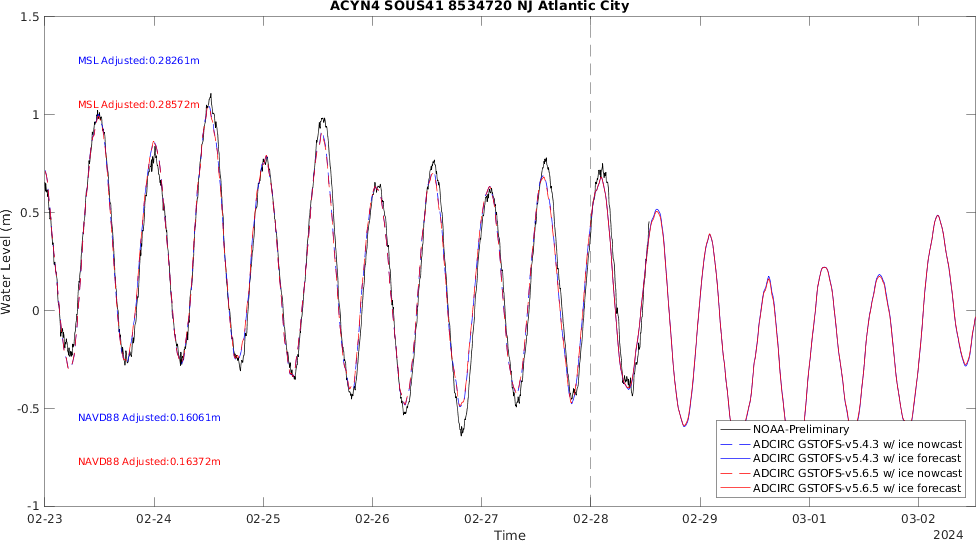 ACYN4 SOUS41 8534720 NJ Atlantic City
1.5
MSL Adjusted:0.28261m
MSL Adjusted:0.28572m
1
0.5
Water Level (m)
0
-0.5
NAVD88 Adjusted:0.16061m
NAVD88 Adjusted:0.16372m
-1
NOAA-Preliminary
ADCIRC GSTOFS-v5.4.3 w/ ice nowcast
ADCIRC GSTOFS-v5.4.3 w/ ice forecast
ADCIRC GSTOFS-v5.6.5 w/ ice nowcast
ADCIRC GSTOFS-v5.6.5 w/ ice forecast
02-23 02-24 02-25 02-26 02-27 02-28 02-29 03-01 03-02
Time
2024